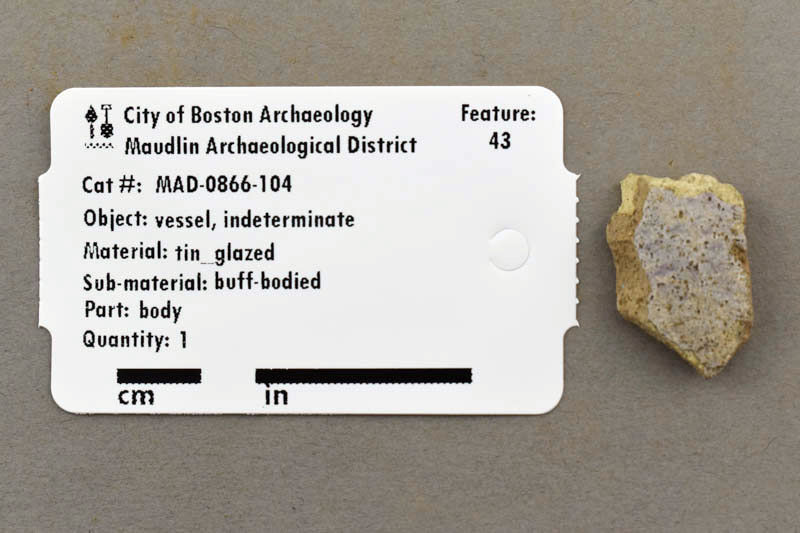 City of Boston Archaeology
Maudlin Archaeological District
Feature:
43
Cat #: MAD-0866-104
Object: vessel, indeterminate
Material: tin_glazed
Sub-material: buff-bodied
Part: body
Quantity: 1
cm in